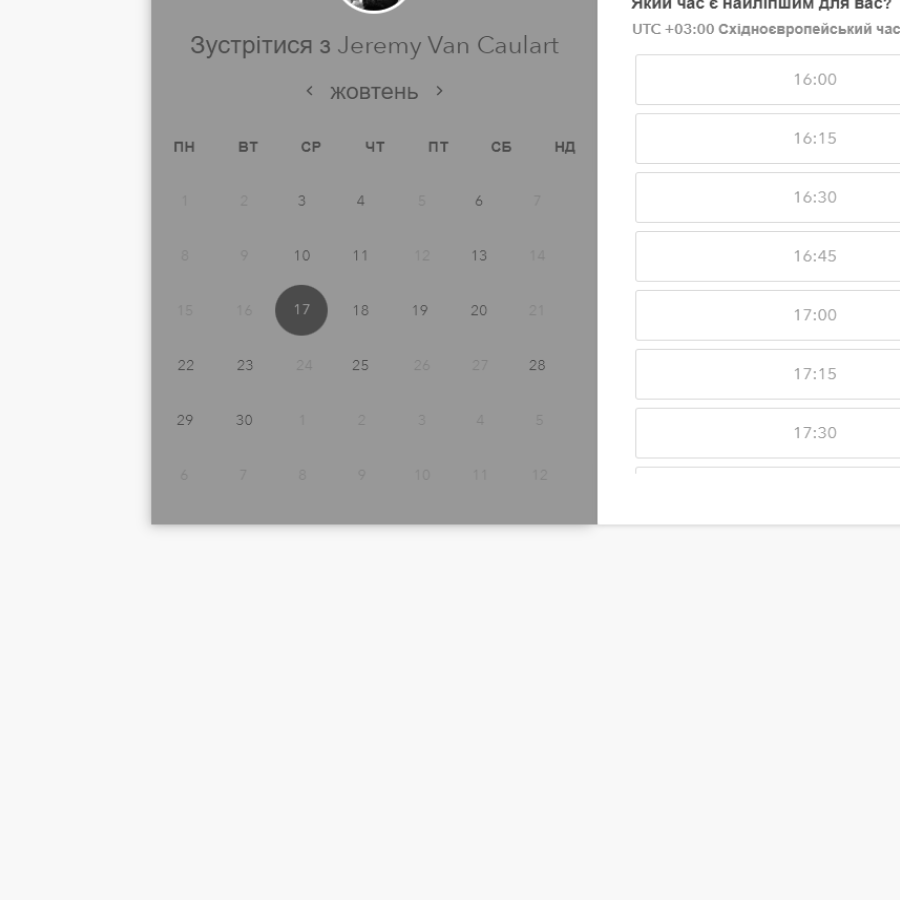 Зустрітися з Jeremy Van Caulart
жовтень
ПН ВТ СР ЧТ ПТ СБ НД
1 2 3 4 5 6 7
8 9 10 11 12 13 14
15 16 17 18 19 20 21
22 23 24 25 26 27 28
29 30 1 2 3 4 5
6 7 8 9 10 11 12
Який час є найліпшим для вас?
UTC +03:00 Східноєвропейський час
16:00
16:15
16:30
16:45
17:00
17:15
17:30